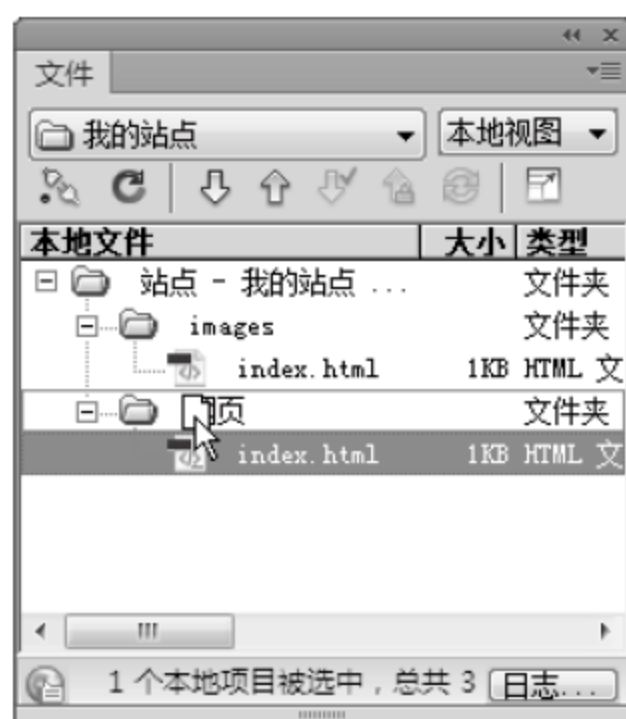 文件
我的站点 本地视图
本地文件 大小 类型
站点 - 我的站点 ... 文件夹
images 文件夹
index.html 1KB HTML 文
页 文件夹
index.html 1KB HTML 文
1 个本地项目被选中，总共 3 日志...